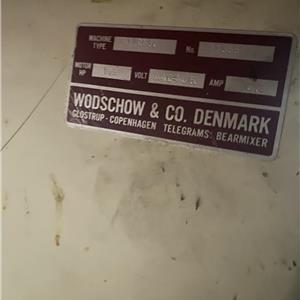 MACHINE TYPE No.
MOTOR HP VOLT AMP
WODSCHOW & CO. DENMARK
GLOSTRUP - COPENHAGEN TELEGRAMS: BEARMIXER